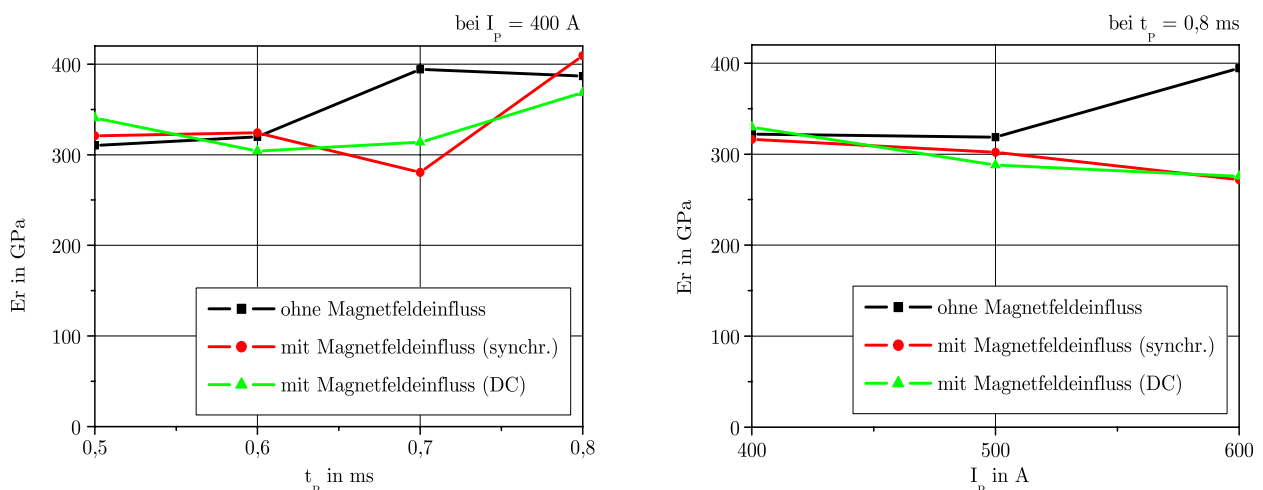 bei I_P = 400 A
400
300
200
100
0
Er in GPa
ohne Magnetfeldeinfluss
mit Magnetfeldeinfluss (synchr.)
mit Magnetfeldeinfluss (DC)
0,5 0,6 0,7 0,8
t_P in ms
bei t_P = 0,8 ms
400
300
200
100
0
Er in GPa
ohne Magnetfeldeinfluss
mit Magnetfeldeinfluss (synchr.)
mit Magnetfeldeinfluss (DC)
400 500 600
I_P in A